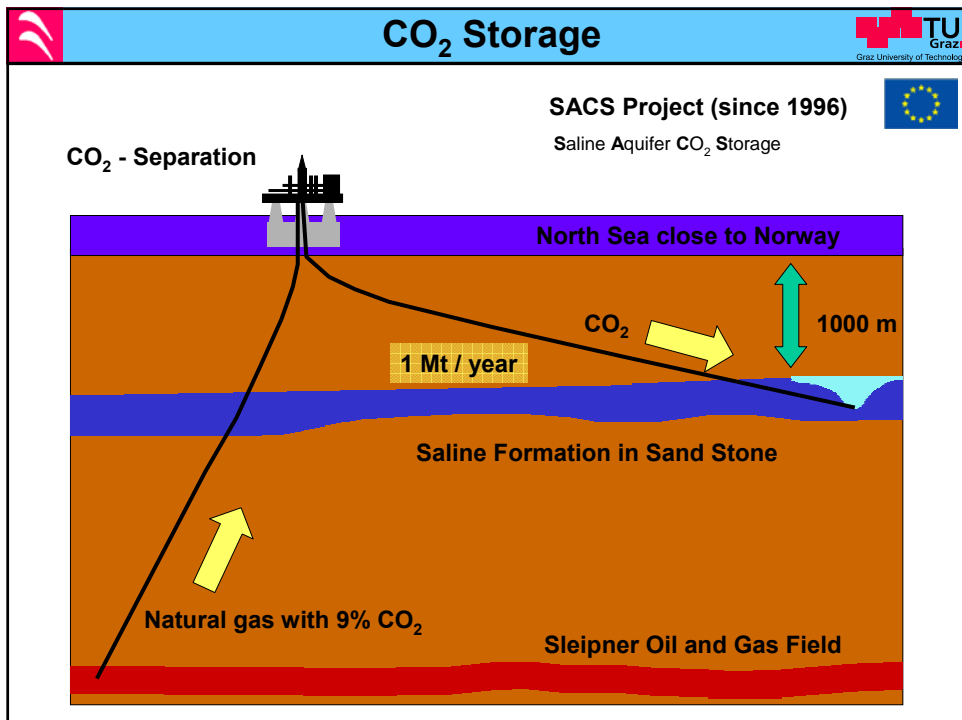 CO₂ Storage
TU
Graz
Graz University of Technology
SACS Project (since 1996)
Saline Aquifer CO₂ Storage
CO₂ - Separation
North Sea close to Norway
CO₂
1000 m
1 Mt / year
Saline Formation in Sand Stone
Natural gas with 9% CO₂
Sleipner Oil and Gas Field